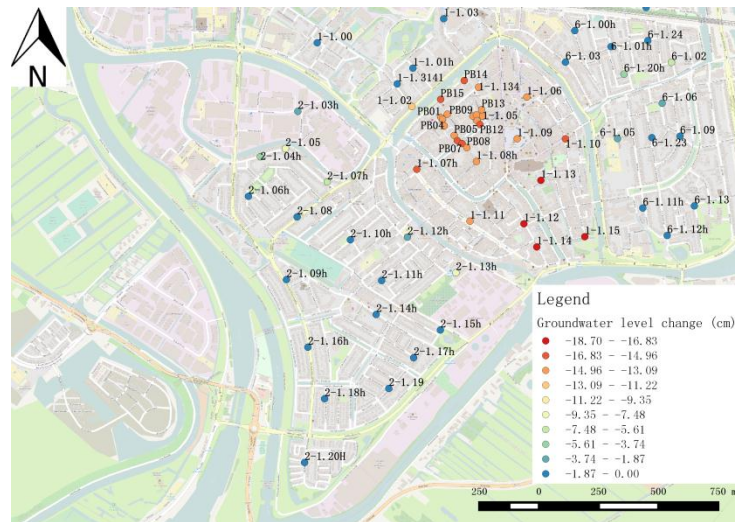 1-1.03
6-1.00h
6-1.24
1-1.00
6-1.01h
6-1.03
6-1.02
1-1.01h
6-1.20h
N
1-1.3141
PB14
1-1.134
PB15
1-1.06
1-1.02
6-1.06
2-1.03h
PB01
PB09
PB13
1-1.05
PB04
PB12
PB05
1-1.09
1-1.10
6-1.05
6-1.09
6-1.23
2-1.05
PB07
PB08
2-1.04h
1-1.07h
1-1.08h
2-1.07h
1-1.13
2-1.06h
6-1.11h
6-1.13
2-1.08
1-1.11
1-1.12
2-1.10h
2-1.12h
1-1.14
1-1.15
6-1.12h
2-1.09h
2-1.11h
2-1.13h
2-1.14h
2-1.15h
2-1.16h
2-1.17h
2-1.18h
2-1.19
2-1.20H
Legend
Groundwater level change (cm)
-18.70 - -16.83
-16.83 - -14.96
-14.96 - -13.09
-13.09 - -11.22
-11.22 - -9.35
-9.35 - -7.48
-7.48 - -5.61
-5.61 - -3.74
-3.74 - -1.87
-1.87 - 0.00
250 0 250 500 750 m